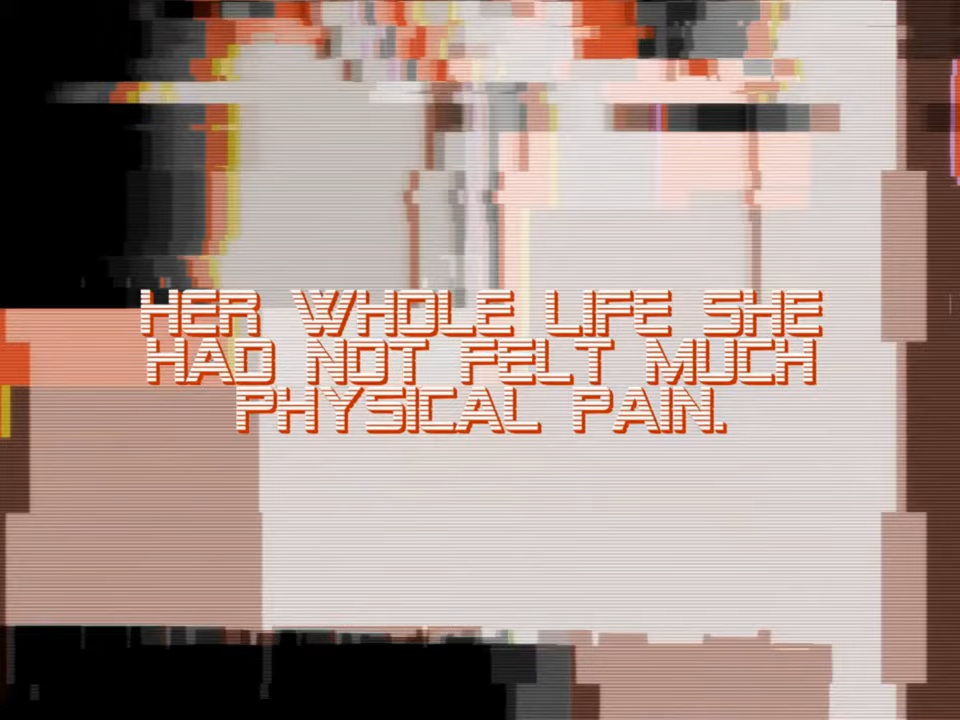 HER WHOLE LIFE SHE
HAD NOT FELT MUCH
PHYSICAL PAIN.